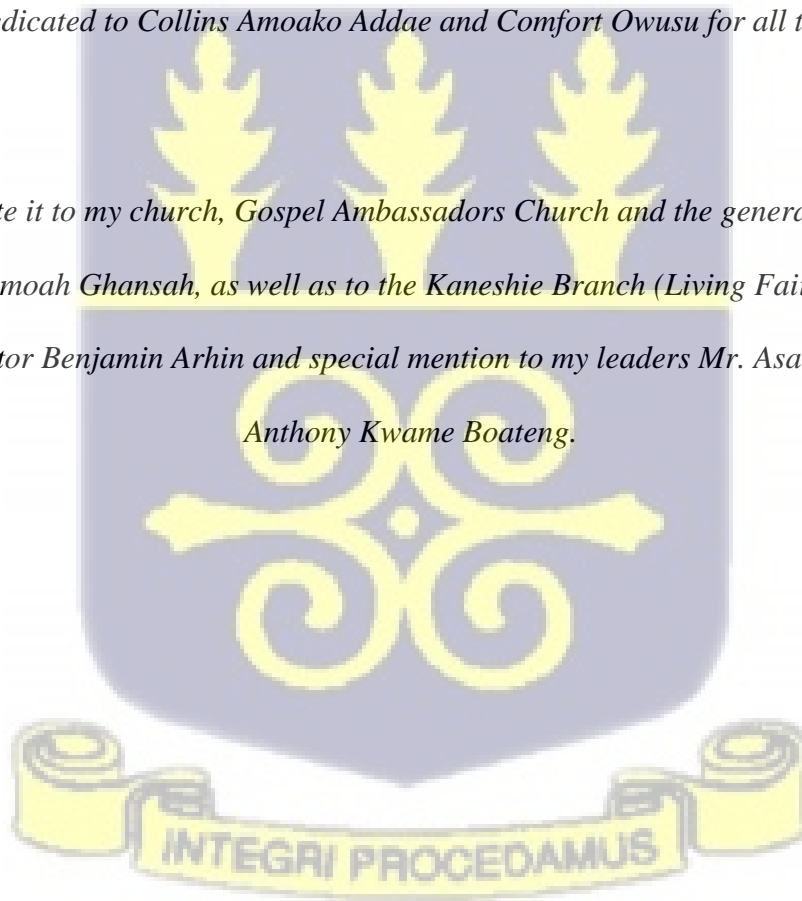 dicated to Collins Amoako Addae and Comfort Owusu for all t
te it to my church, Gospel Ambassadors Church and the genera
moah Ghansah, as well as to the Kaneshie Branch (Living Fai
tor Benjamin Arhin and special mention to my leaders Mr. Asa
Anthony Kwame Boateng.
INTEGRI PROCEDAMUS